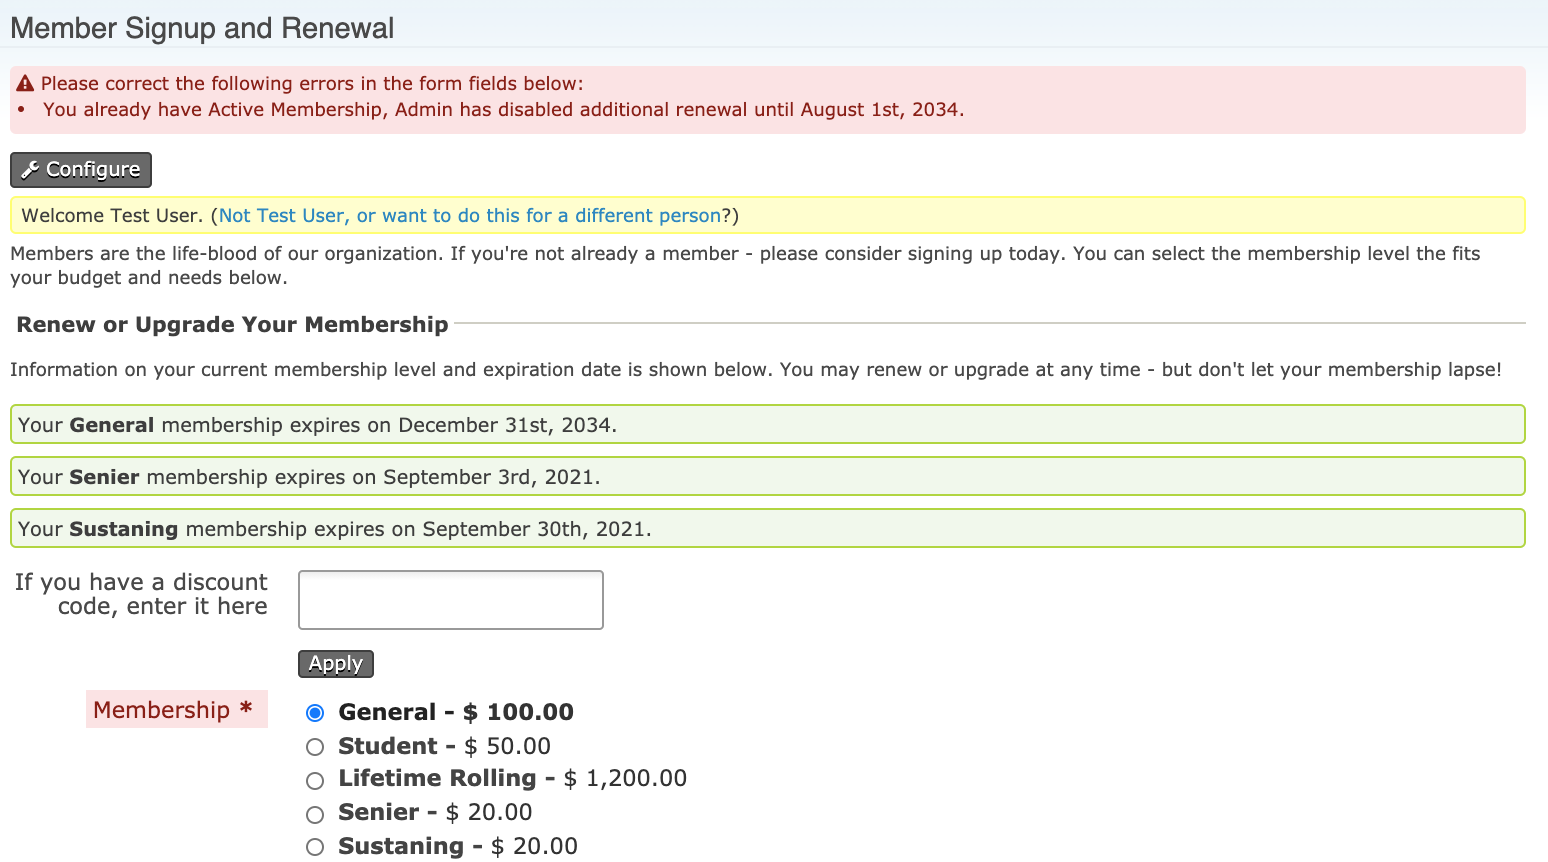 Member Signup and Renewal
Please correct the following errors in the form fields below:
• You already have Active Membership, Admin has disabled additional renewal until August 1st, 2034.
Configure
Welcome Test User. (Not Test User, or want to do this for a different person?)
Members are the life-blood of our organization. If you're not already a member - please consider signing up today. You can select the membership level the fits
your budget and needs below.
Renew or Upgrade Your Membership
Information on your current membership level and expiration date is shown below. You may renew or upgrade at any time - but don't let your membership lapse!
Your General membership expires on December 31st, 2034.
Your Senier membership expires on September 3rd, 2021.
Your Sustaning membership expires on September 30th, 2021.
If you have a discount
code, enter it here
Apply
Membership *
General - $ 100.00
Student - $ 50.00
Lifetime Rolling - $ 1,200.00
Senier - $ 20.00
Sustaning - $ 20.00